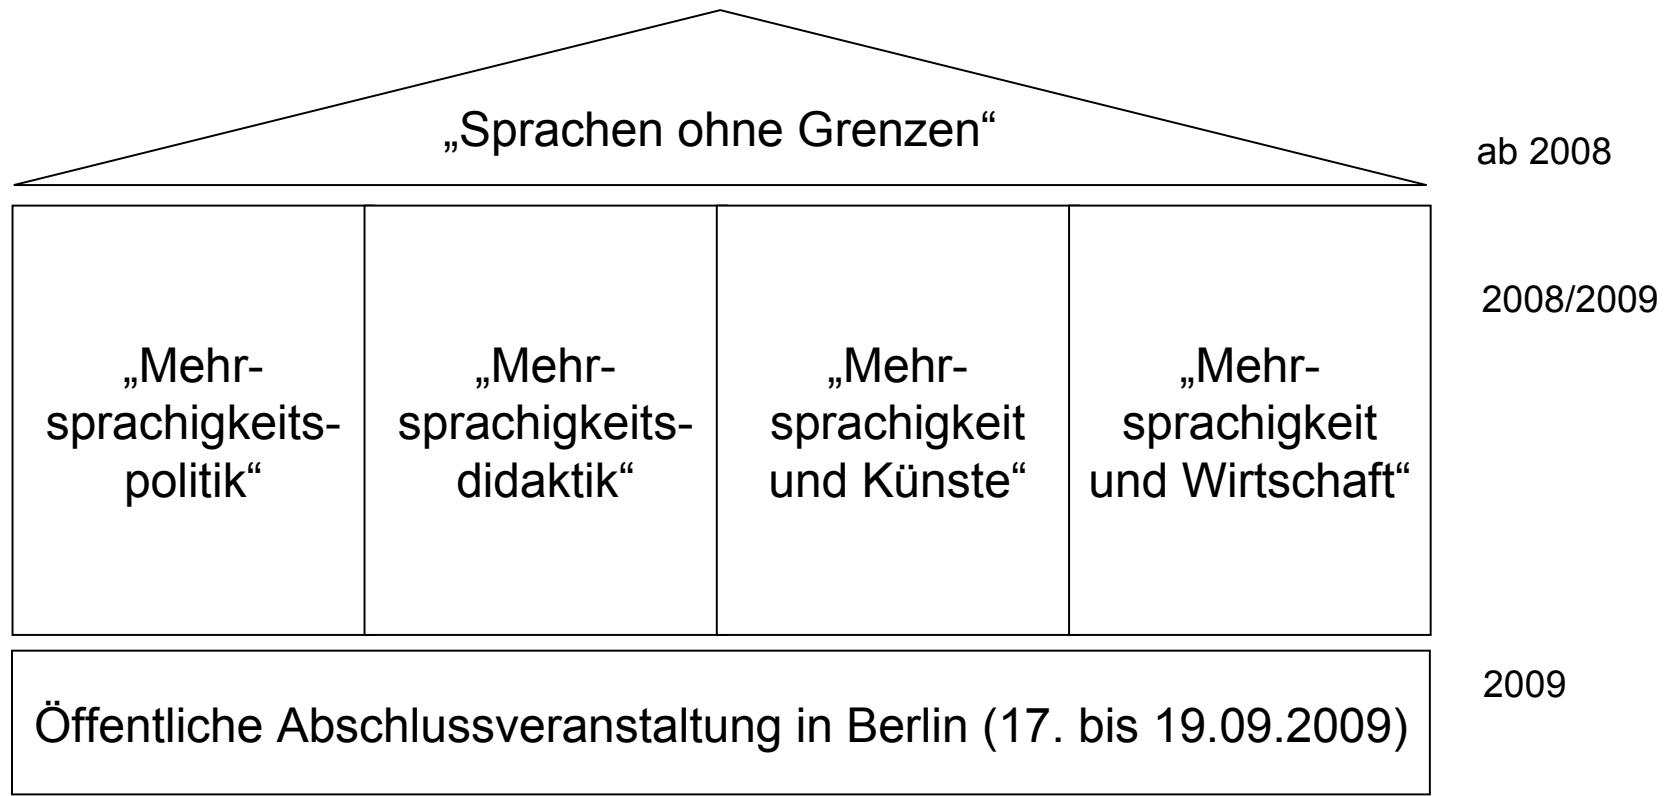 „Sprachen ohne Grenzen“
ab 2008
2008/2009
„Mehr-
sprachigkeits-
politik“
„Mehr-
sprachigkeits-
didaktik“
„Mehr-
sprachigkeit
und Künste“
„Mehr-
sprachigkeit
und Wirtschaft“
2009
Öffentliche Abschlussveranstaltung in Berlin (17. bis 19.09.2009)